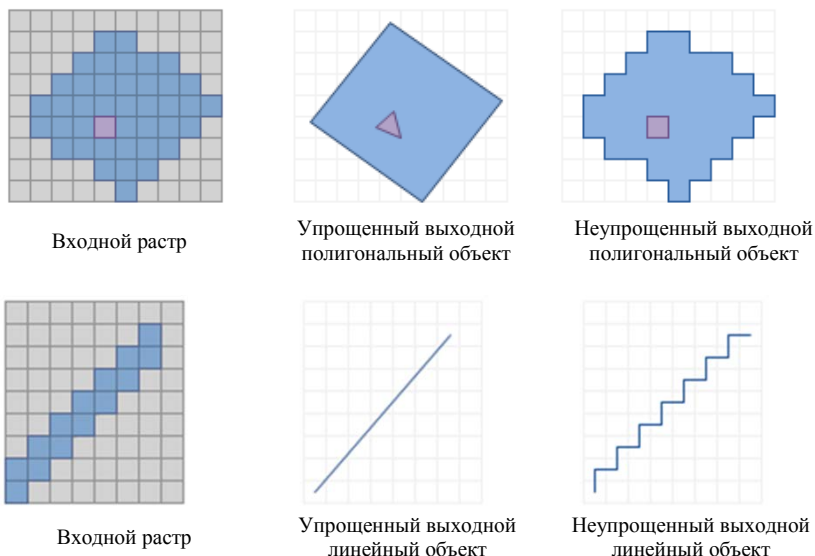 Входной растр
Упрощенный выходной
полигональный объект
Неупрощенный выходной
полигональный объект
Входной растр
Упрощенный выходной
линейный объект
Неупрощенный выходной
линейный объект